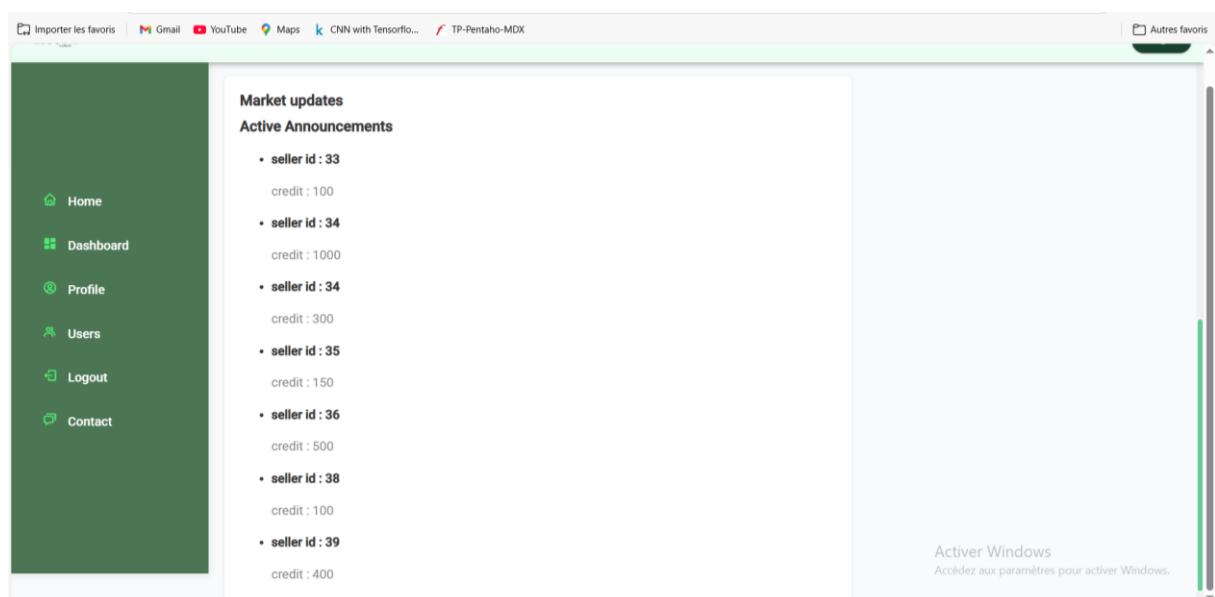 Importer les favoris
Gmail
YouTube
Maps
CNN with Tensorflo...
TP-Pentaho-MDX
Autres favoris
Home
Dashboard
Profile
Users
Logout
Contact
Market updates
Active Announcements
seller id : 33
credit : 100
seller id : 34
credit : 1000
seller id : 34
credit : 300
seller id : 35
credit : 150
seller id : 36
credit : 500
seller id : 38
credit : 100
seller id : 39
credit : 400
Activer Windows
Accédez aux paramètres pour activer Windows.